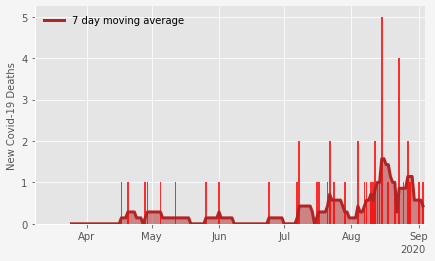 7 day moving average
New Covid-19 Deaths
5
4
3
2
1
0
Apr
May
Jun
Jul
Aug
Sep
2020